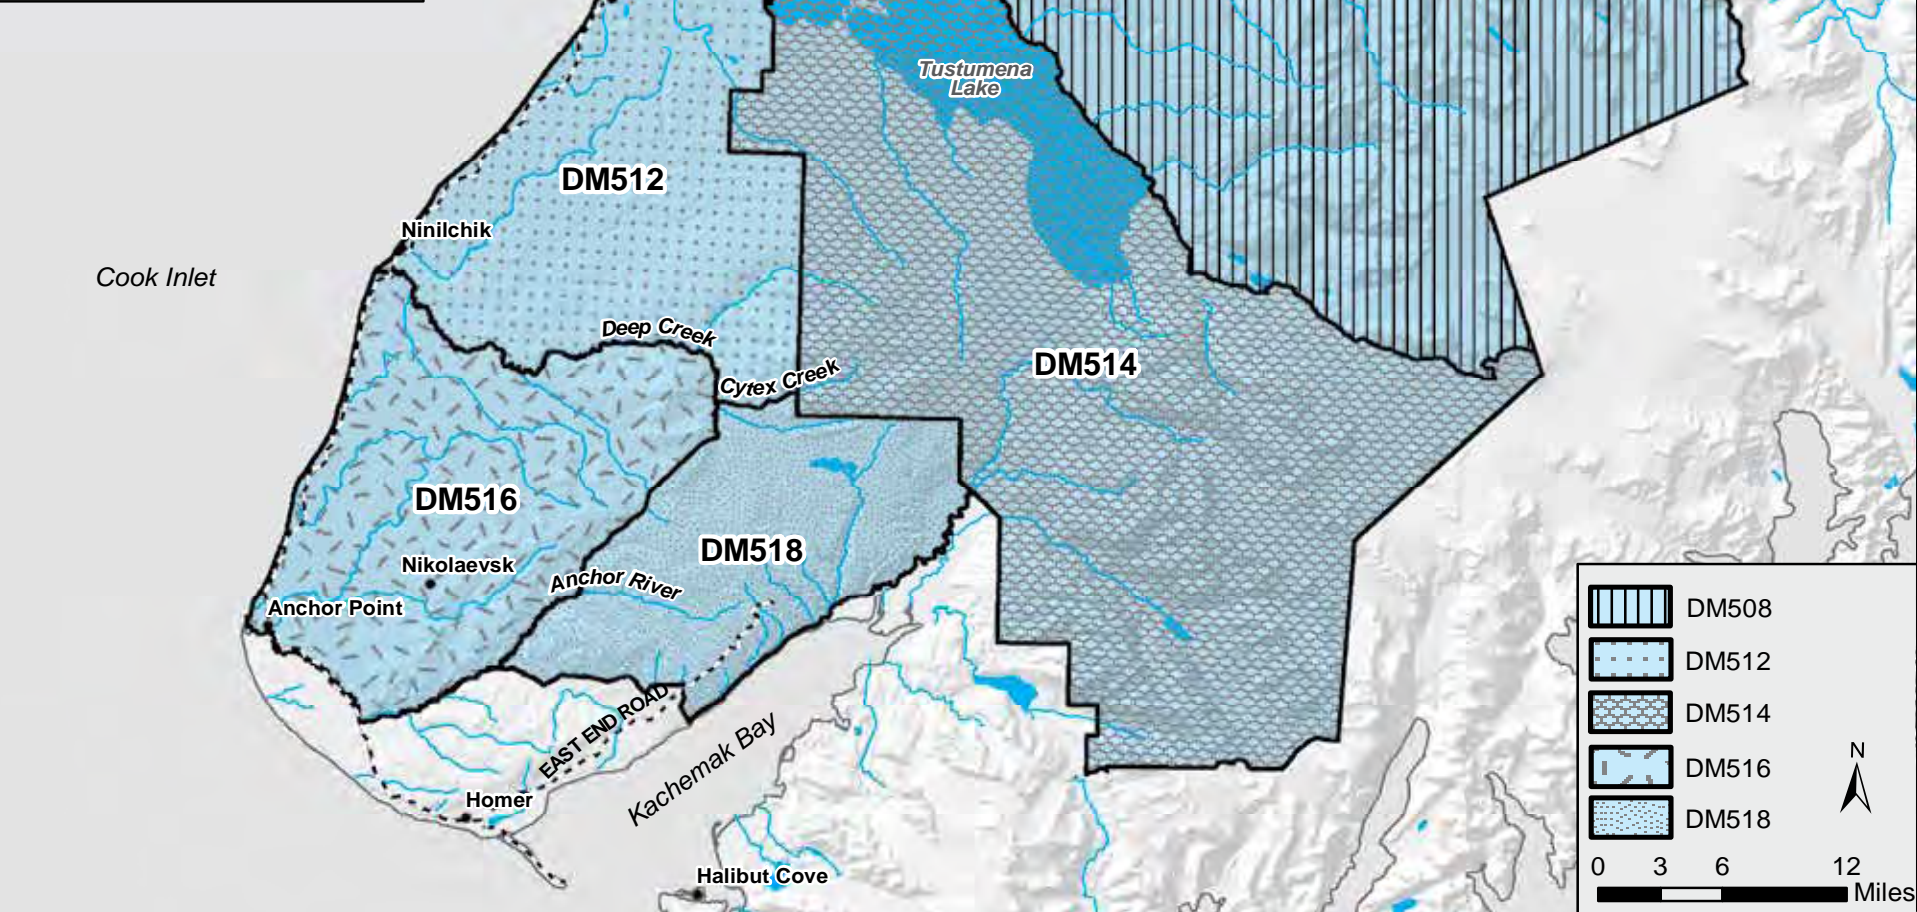 Tustumena
Lake
DM512
Ninilchik
Cook Inlet
Deep Creek
Cytex Creek
DM514
DM516
DM518
Nikolaevsk
Anchor River
Anchor Point
EAST END ROAD
Kachemak Bay
Homer
Halibut Cove
DM508
DM512
DM514
DM516
DM518
N
0 3 6 12
Miles